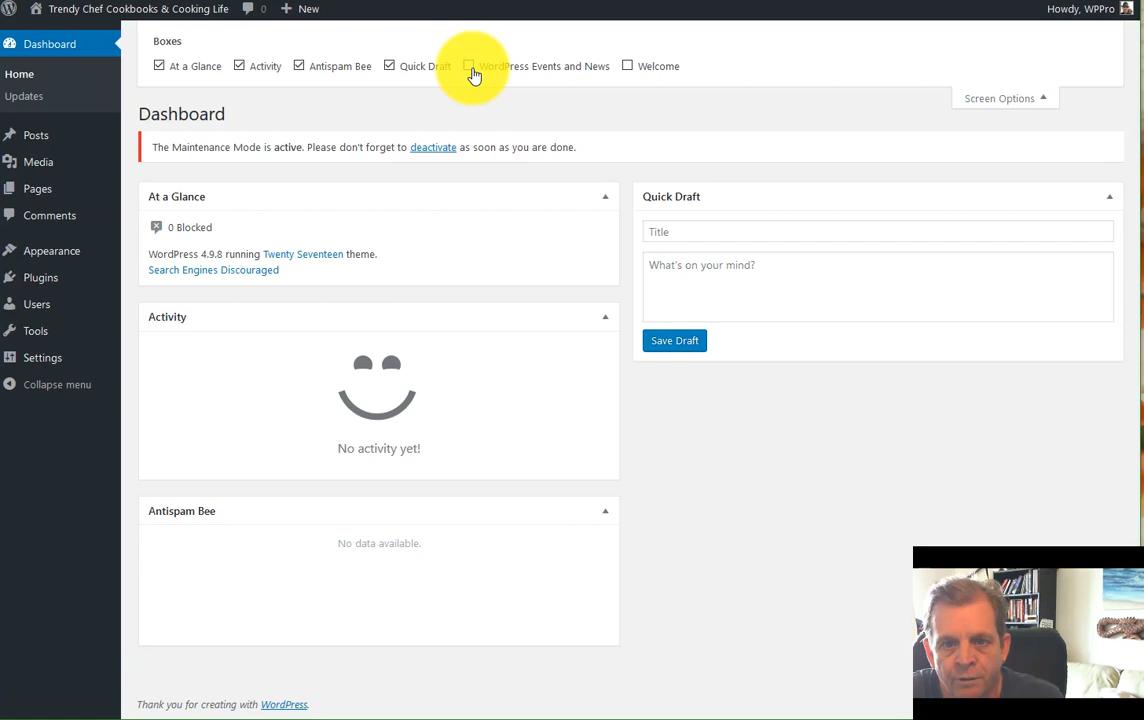 Trendy Chef Cookbooks & Cooking Life 0 New Howdy, WPPro
Dashboard
Home
Updates
Posts
Media
Pages
Comments
Appearance
Plugins
Users
Tools
Settings
Collapse menu
Boxes
At a Glance Activity Antispam Bee Quick Draft WordPress Events and News Welcome
Screen Options
Dashboard
The Maintenance Mode is active. Please don't forget to deactivate as soon as you are done.
At a Glance
0 Blocked
WordPress 4.9.8 running Twenty Seventeen theme.
Search Engines Discouraged
Activity
No activity yet!
Antispam Bee
No data available.
Quick Draft
Title
What's on your mind?
Save Draft
Thank you for creating with WordPress.